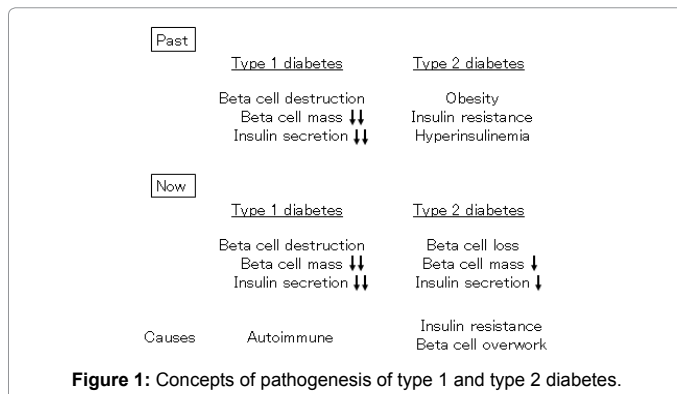 Past
Type 1 diabetes Type 2 diabetes
Beta cell destruction Obesity
Beta cell mass ↓↓ Insulin resistance
Insulin secretion ↓↓ Hyperinsulinemia
Now
Type 1 diabetes Type 2 diabetes
Beta cell destruction Beta cell loss
Beta cell mass ↓↓ Beta cell mass ↓
Insulin secretion ↓↓ Insulin secretion ↓
Causes Autoimmune Insulin resistance
Beta cell overwork
Figure 1: Concepts of pathogenesis of type 1 and type 2 diabetes.